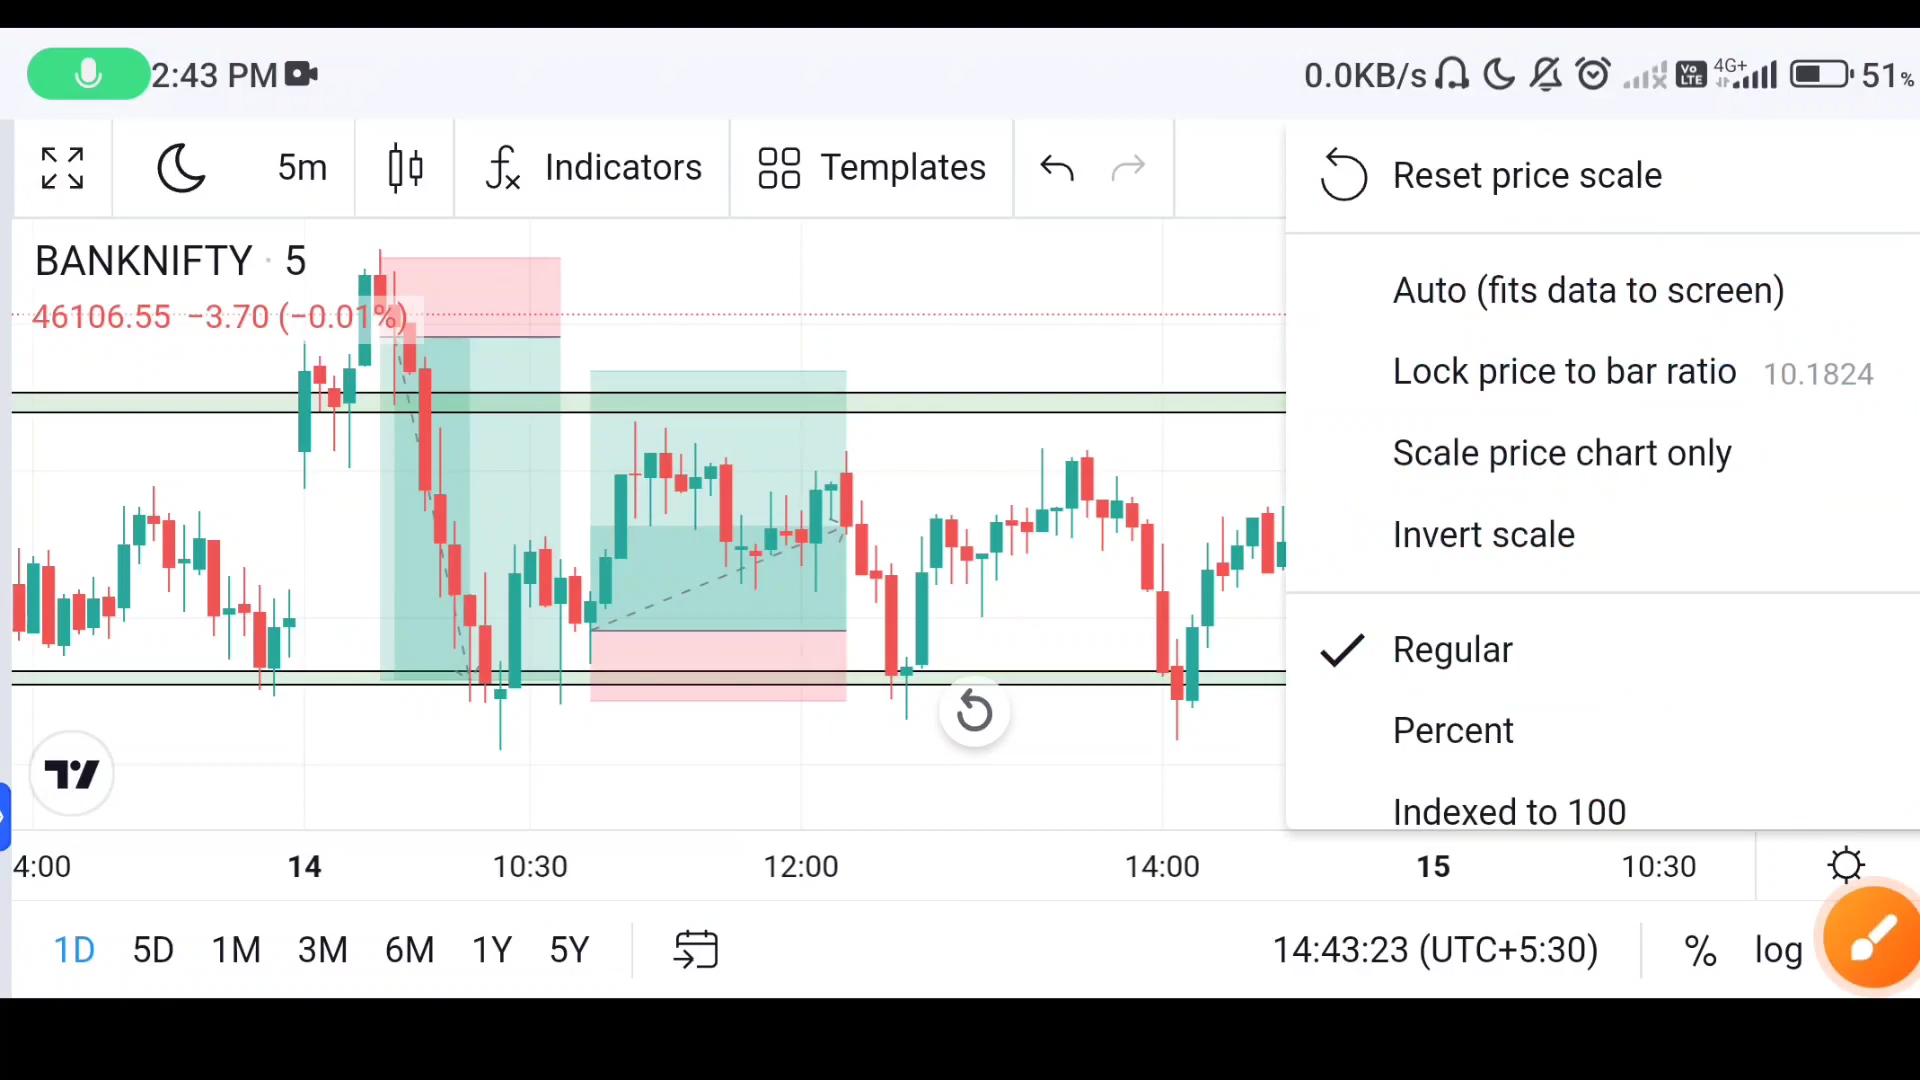 2:43 PM
0.0KB/s
Vo LTE
4G+
51%
5m
Indicators
Templates
Reset price scale
BANKNIFTY · 5
46106.55 −3.70 (−0.01%)
Auto (fits data to screen)
Lock price to bar ratio 10.1824
Scale price chart only
Invert scale
Regular
Percent
Indexed to 100
4:00 14 10:30 12:00 14:00 15 10:30
1D 5D 1M 3M 6M 1Y 5Y
14:43:23 (UTC+5:30) % log